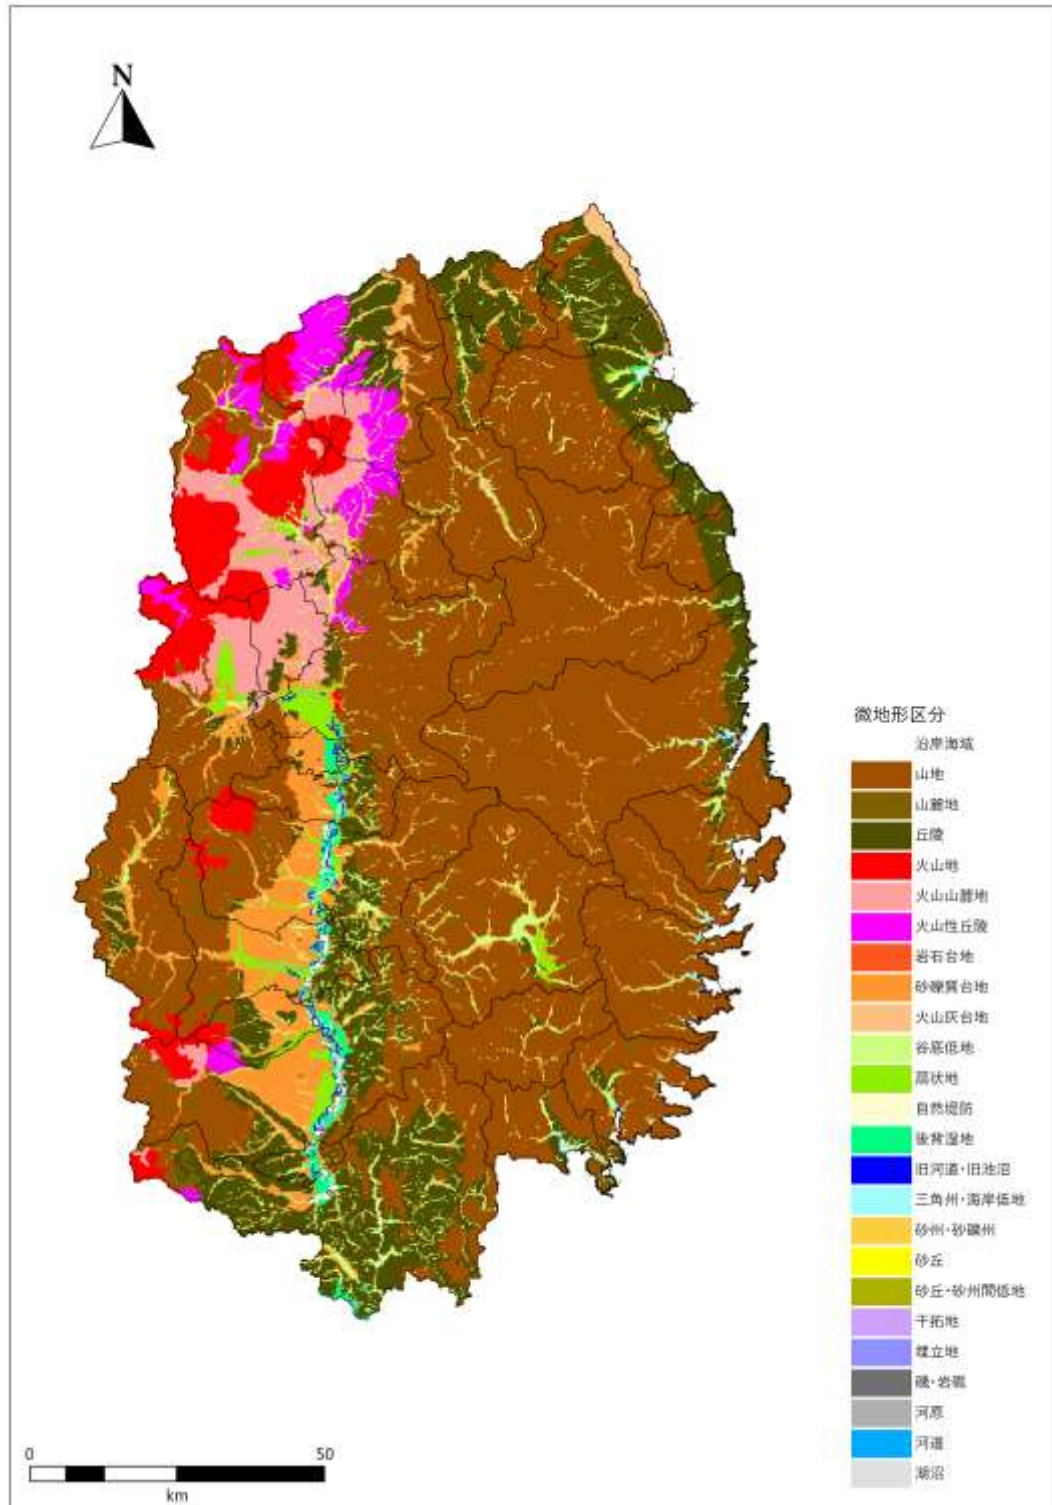 N
微地形区分
沿岸海域
山地
山麓地
丘陵
火山地
火山山麓地
火山性丘陵
岩石台地
砂礫質台地
火山灰台地
谷底低地
扇状地
自然堤防
後背湿地
旧河道・旧池沼
三角州・海岸低地
砂州・砂礫州
砂丘
砂丘・砂州間低地
干拓地
埋立地
磯・岩礁
河原
河道
湖沼
0 50
km